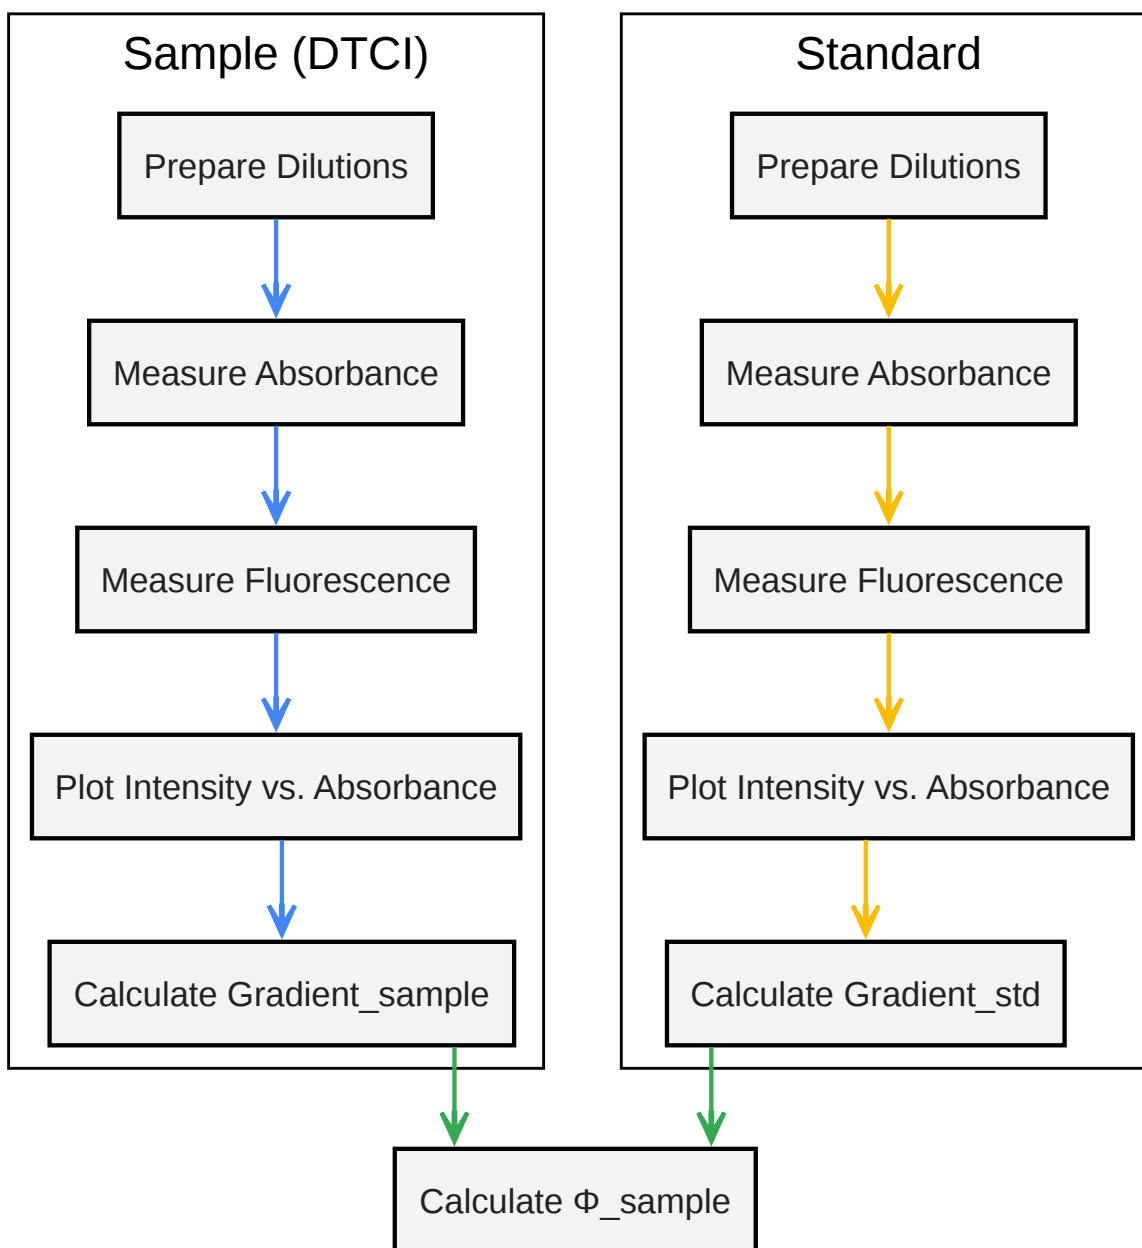 Sample (DTCI)
Prepare Dilutions
Measure Absorbance
Measure Fluorescence
Plot Intensity vs. Absorbance
Calculate Gradient_sample
Standard
Prepare Dilutions
Measure Absorbance
Measure Fluorescence
Plot Intensity vs. Absorbance
Calculate Gradient_std
Calculate Φ_sample